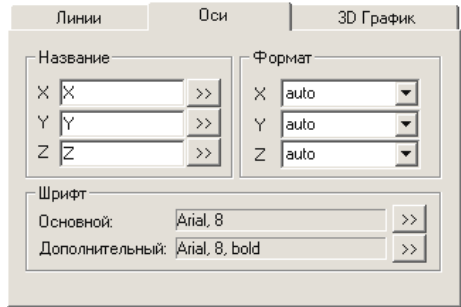 Линии Оси 3D График
Название Формат
X X >> X auto
Y Y >> Y auto
Z Z >> Z auto
Шрифт
Основной: Arial, 8 >>
Дополнительный: Arial, 8, bold >>